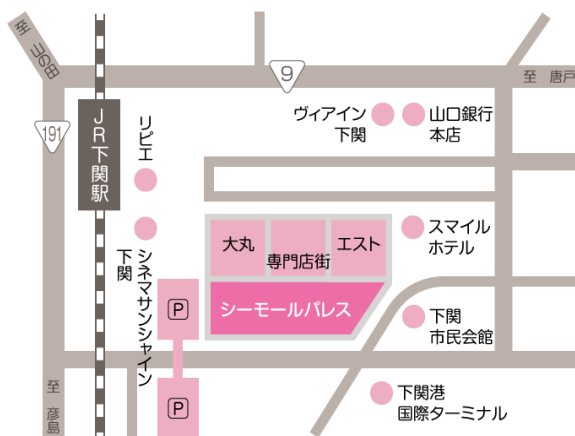 至 山の田
9
至 唐戸
191
JR下関駅
リピエ
ヴィアイン
下関
山口銀行
本店
シネマサンシャイン
下関
大丸
専門店街
エスト
スマイル
ホテル
シーモールパレス
P
下関
市民会館
P
至 彦島
下関港
国際ターミナル